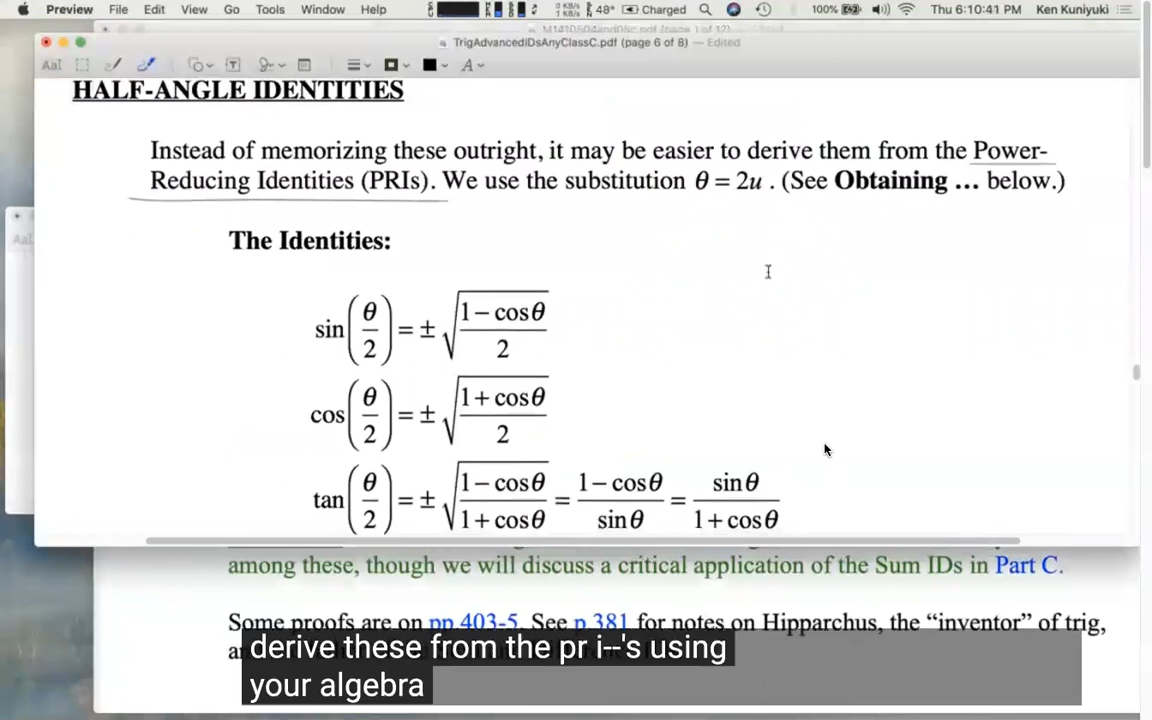 Preview File Edit View Go Tools Window Help 48° Charged 100% Thu 6:10:41 PM Ken Kuniyuki
TrigAdvancedIDsAnyClassC.pdf (page 6 of 8) — Edited
HALF-ANGLE IDENTITIES
Instead of memorizing these outright, it may be easier to derive them from the Power-
Reducing Identities (PRIs). We use the substitution θ = 2u . (See Obtaining ... below.)
The Identities:
sin(θ/2) = ± √((1 − cosθ)/2)
cos(θ/2) = ± √((1 + cosθ)/2)
tan(θ/2) = ± √((1 − cosθ)/(1 + cosθ)) = (1 − cosθ)/sinθ = sinθ/(1 + cosθ)
among these, though we will discuss a critical application of the Sum IDs in Part C.
Some proofs are on pp.403-5. See p.381 for notes on Hipparchus, the “inventor” of trig,
derive these from the pr i--'s using
your algebra